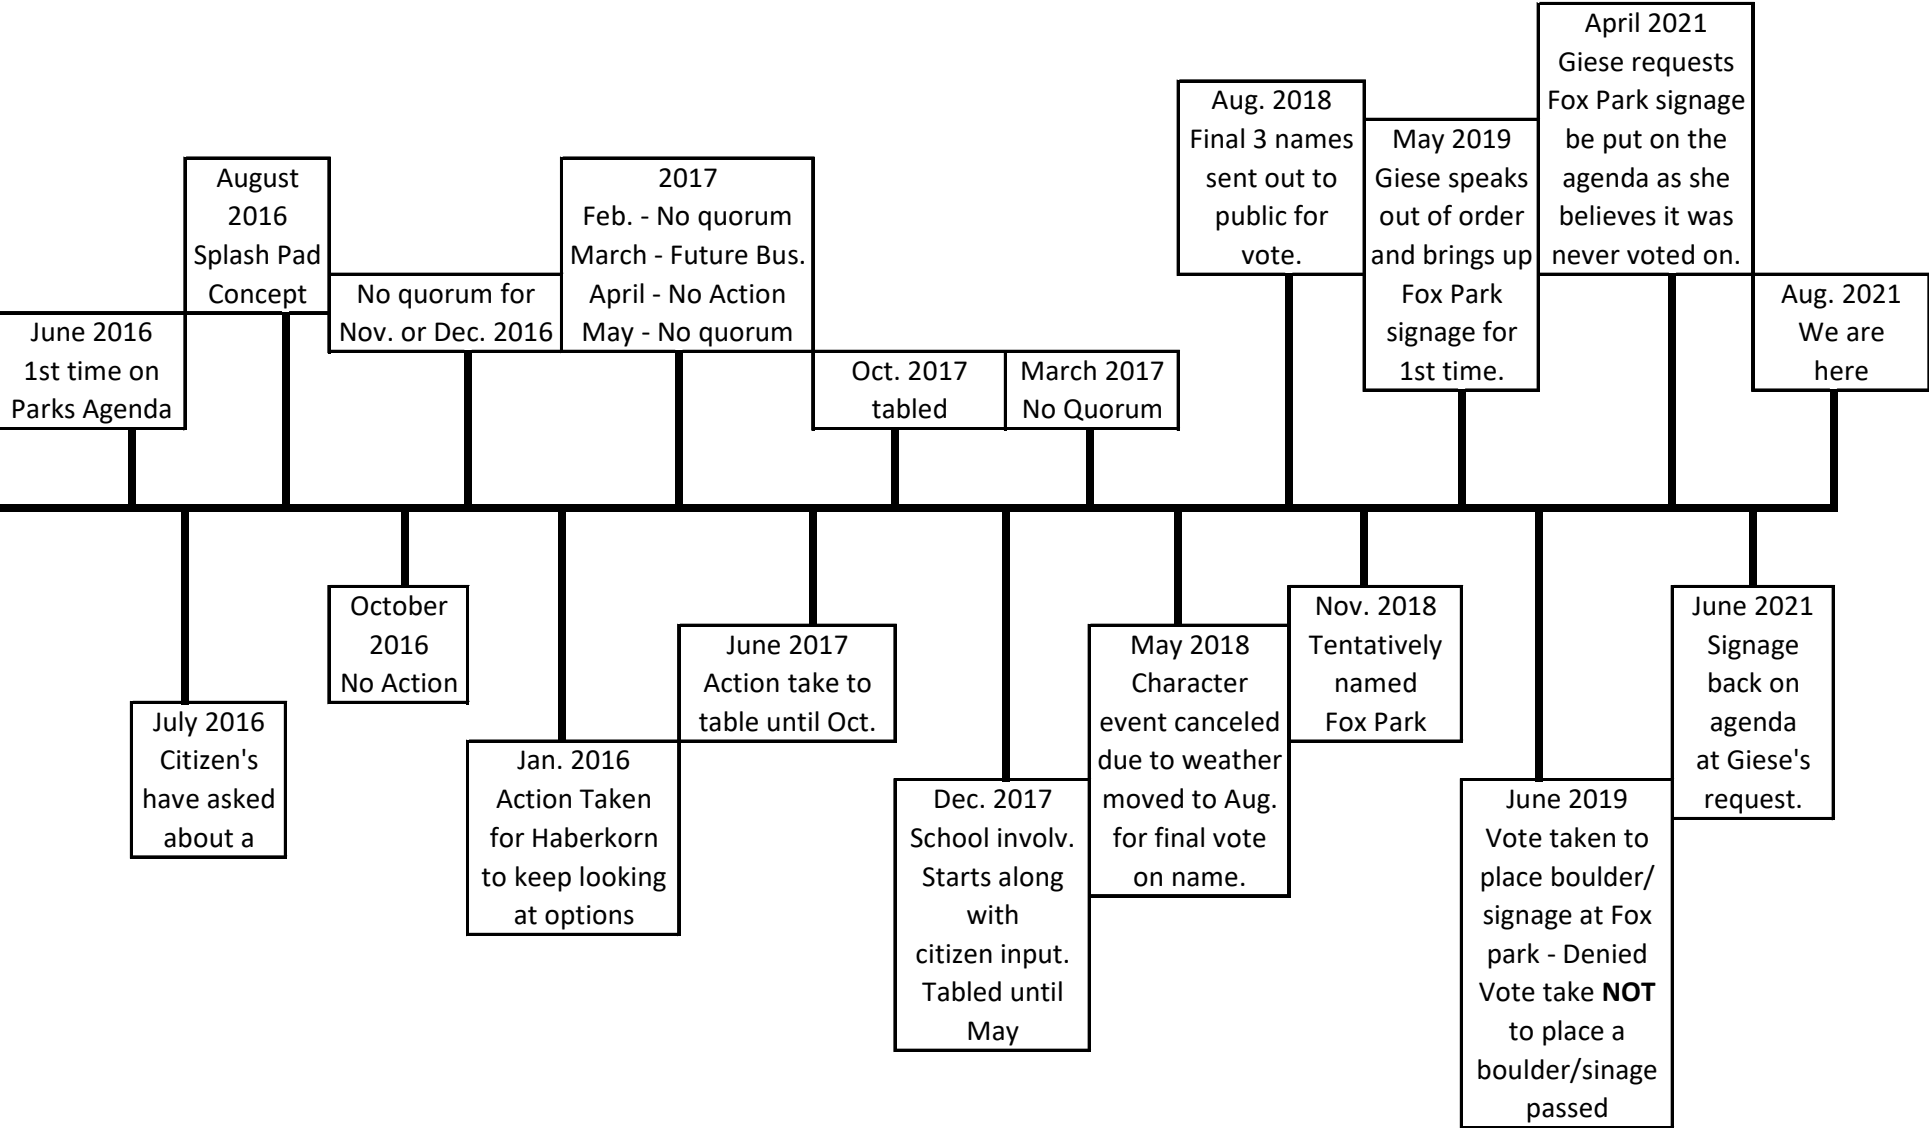 June 2016
1st time on
Parks Agenda
July 2016
Citizen's
have asked
about a
August
2016
Splash Pad
Concept
October
2016
No Action
No quorum for
Nov. or Dec. 2016
Jan. 2016
Action Taken
for Haberkorn
to keep looking
at options
2017
Feb. - No quorum
March - Future Bus.
April - No Action
May - No quorum
June 2017
Action take to
table until Oct.
Oct. 2017
tabled
Dec. 2017
School involv.
Starts along
with
citizen input.
Tabled until
May
March 2017
No Quorum
May 2018
Character
event canceled
due to weather
moved to Aug.
for final vote
on name.
Aug. 2018
Final 3 names
sent out to
public for
vote.
Nov. 2018
Tentatively
named
Fox Park
May 2019
Giese speaks
out of order
and brings up
Fox Park
signage for
1st time.
June 2019
Vote taken to
place boulder/
signage at Fox
park - Denied
Vote take NOT
to place a
boulder/sinage
passed
April 2021
Giese requests
Fox Park signage
be put on the
agenda as she
believes it was
never voted on.
June 2021
Signage
back on
agenda
at Giese's
request.
Aug. 2021
We are
here